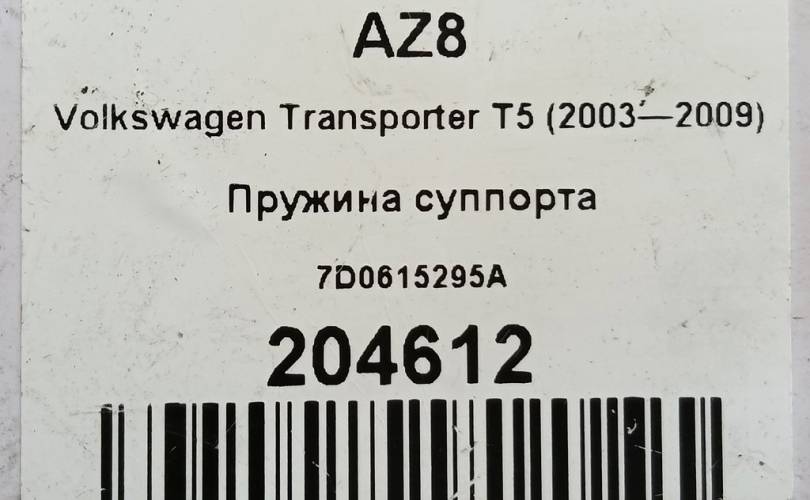 AZ8
Volkswagen Transporter T5 (2003—2009)
Пружина суппорта
7D0615295A
204612